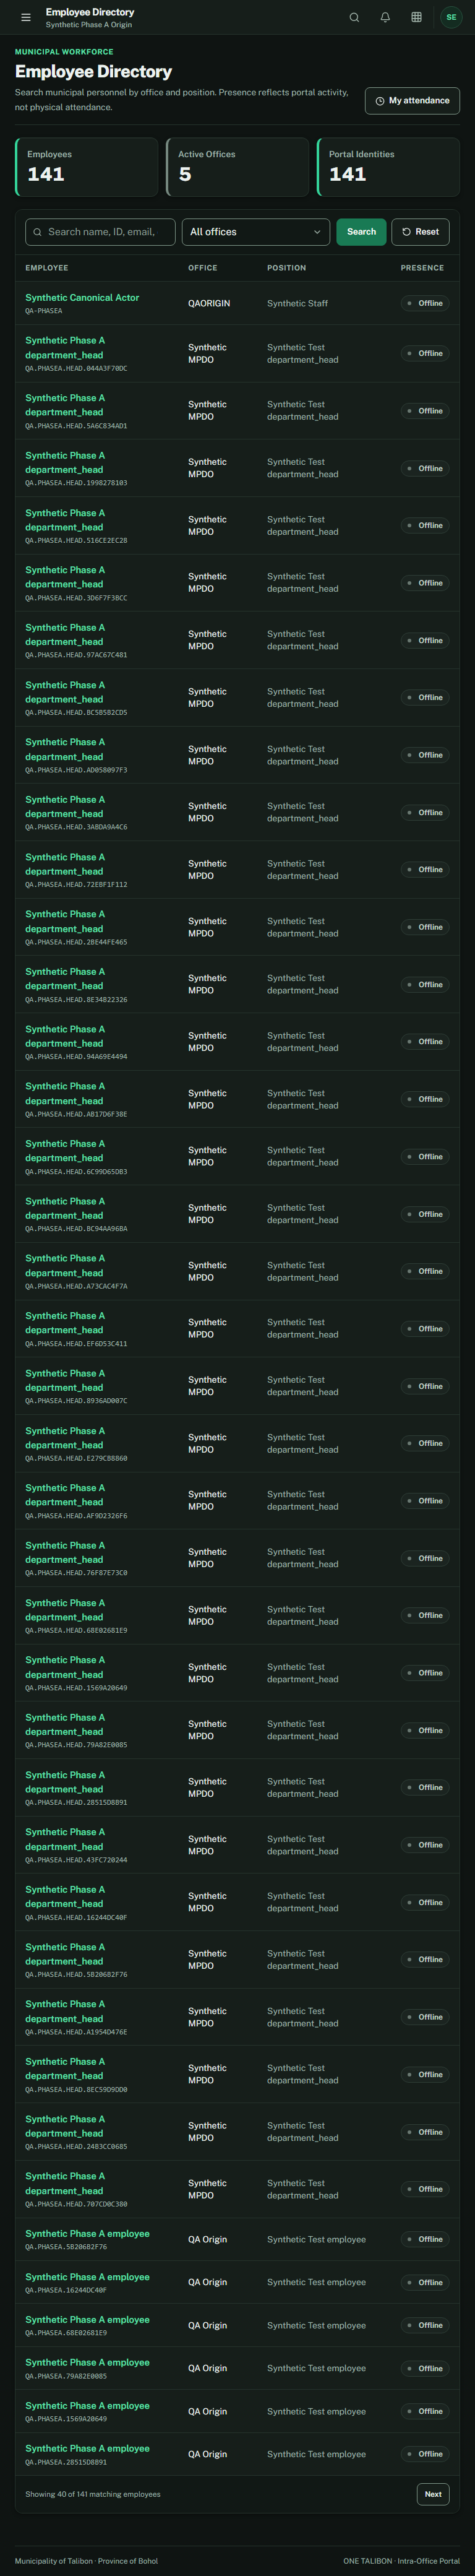 Employee Directory
Synthetic Phase A Origin
SE
MUNICIPAL WORKFORCE
Employee Directory
Search municipal personnel by office and position. Presence reflects portal activity,
not physical attendance.
My attendance
Employees
141
Active Offices
5
Portal Identities
141
Search name, ID, email,
All offices
Search
Reset
EMPLOYEE OFFICE POSITION PRESENCE
Synthetic Canonical Actor
QA-PHASEA
QAORIGIN
Synthetic Staff
Offline
Synthetic Phase A
department_head
QA.PHASEA.HEAD.044A3F70DC
Synthetic
MPDO
Synthetic Test
department_head
Offline
Synthetic Phase A
department_head
QA.PHASEA.HEAD.5A6C834AD1
Synthetic
MPDO
Synthetic Test
department_head
Offline
Synthetic Phase A
department_head
QA.PHASEA.HEAD.1998278103
Synthetic
MPDO
Synthetic Test
department_head
Offline
Synthetic Phase A
department_head
QA.PHASEA.HEAD.516CE2EC28
Synthetic
MPDO
Synthetic Test
department_head
Offline
Synthetic Phase A
department_head
QA.PHASEA.HEAD.3D6F7F3BCC
Synthetic
MPDO
Synthetic Test
department_head
Offline
Synthetic Phase A
department_head
QA.PHASEA.HEAD.97AC67C481
Synthetic
MPDO
Synthetic Test
department_head
Offline
Synthetic Phase A
department_head
QA.PHASEA.HEAD.BC5B5B2CD5
Synthetic
MPDO
Synthetic Test
department_head
Offline
Synthetic Phase A
department_head
QA.PHASEA.HEAD.AD058097F3
Synthetic
MPDO
Synthetic Test
department_head
Offline
Synthetic Phase A
department_head
QA.PHASEA.HEAD.3ABDA9A4C6
Synthetic
MPDO
Synthetic Test
department_head
Offline
Synthetic Phase A
department_head
QA.PHASEA.HEAD.72EBF1F112
Synthetic
MPDO
Synthetic Test
department_head
Offline
Synthetic Phase A
department_head
QA.PHASEA.HEAD.2BE44FE465
Synthetic
MPDO
Synthetic Test
department_head
Offline
Synthetic Phase A
department_head
QA.PHASEA.HEAD.8E34B22326
Synthetic
MPDO
Synthetic Test
department_head
Offline
Synthetic Phase A
department_head
QA.PHASEA.HEAD.94A69E4494
Synthetic
MPDO
Synthetic Test
department_head
Offline
Synthetic Phase A
department_head
QA.PHASEA.HEAD.AB17D6F38E
Synthetic
MPDO
Synthetic Test
department_head
Offline
Synthetic Phase A
department_head
QA.PHASEA.HEAD.6C99D65DB3
Synthetic
MPDO
Synthetic Test
department_head
Offline
Synthetic Phase A
department_head
QA.PHASEA.HEAD.BC94AA96BA
Synthetic
MPDO
Synthetic Test
department_head
Offline
Synthetic Phase A
department_head
QA.PHASEA.HEAD.A73CAC4F7A
Synthetic
MPDO
Synthetic Test
department_head
Offline
Synthetic Phase A
department_head
QA.PHASEA.HEAD.EF6D53C411
Synthetic
MPDO
Synthetic Test
department_head
Offline
Synthetic Phase A
department_head
QA.PHASEA.HEAD.8936AD007C
Synthetic
MPDO
Synthetic Test
department_head
Offline
Synthetic Phase A
department_head
QA.PHASEA.HEAD.E279CB8860
Synthetic
MPDO
Synthetic Test
department_head
Offline
Synthetic Phase A
department_head
QA.PHASEA.HEAD.AF9D2326F6
Synthetic
MPDO
Synthetic Test
department_head
Offline
Synthetic Phase A
department_head
QA.PHASEA.HEAD.76F87E73C0
Synthetic
MPDO
Synthetic Test
department_head
Offline
Synthetic Phase A
department_head
QA.PHASEA.HEAD.68E02681E9
Synthetic
MPDO
Synthetic Test
department_head
Offline
Synthetic Phase A
department_head
QA.PHASEA.HEAD.1569A20649
Synthetic
MPDO
Synthetic Test
department_head
Offline
Synthetic Phase A
department_head
QA.PHASEA.HEAD.79A82E0085
Synthetic
MPDO
Synthetic Test
department_head
Offline
Synthetic Phase A
department_head
QA.PHASEA.HEAD.28515D8B91
Synthetic
MPDO
Synthetic Test
department_head
Offline
Synthetic Phase A
department_head
QA.PHASEA.HEAD.43FC720244
Synthetic
MPDO
Synthetic Test
department_head
Offline
Synthetic Phase A
department_head
QA.PHASEA.HEAD.16244DC40F
Synthetic
MPDO
Synthetic Test
department_head
Offline
Synthetic Phase A
department_head
QA.PHASEA.HEAD.5B206B2F76
Synthetic
MPDO
Synthetic Test
department_head
Offline
Synthetic Phase A
department_head
QA.PHASEA.HEAD.A1954D476E
Synthetic
MPDO
Synthetic Test
department_head
Offline
Synthetic Phase A
department_head
QA.PHASEA.HEAD.8EC59D9DD0
Synthetic
MPDO
Synthetic Test
department_head
Offline
Synthetic Phase A
department_head
QA.PHASEA.HEAD.2483CC0685
Synthetic
MPDO
Synthetic Test
department_head
Offline
Synthetic Phase A
department_head
QA.PHASEA.HEAD.707CD0C380
Synthetic
MPDO
Synthetic Test
department_head
Offline
Synthetic Phase A employee
QA.PHASEA.5B206B2F76
QA Origin
Synthetic Test employee
Offline
Synthetic Phase A employee
QA.PHASEA.16244DC40F
QA Origin
Synthetic Test employee
Offline
Synthetic Phase A employee
QA.PHASEA.68E02681E9
QA Origin
Synthetic Test employee
Offline
Synthetic Phase A employee
QA.PHASEA.79A82E0085
QA Origin
Synthetic Test employee
Offline
Synthetic Phase A employee
QA.PHASEA.1569A20649
QA Origin
Synthetic Test employee
Offline
Synthetic Phase A employee
QA.PHASEA.28515D8B91
QA Origin
Synthetic Test employee
Offline
Showing 40 of 141 matching employees
Next
Municipality of Talibon · Province of Bohol
ONE TALIBON · Intra-Office Portal